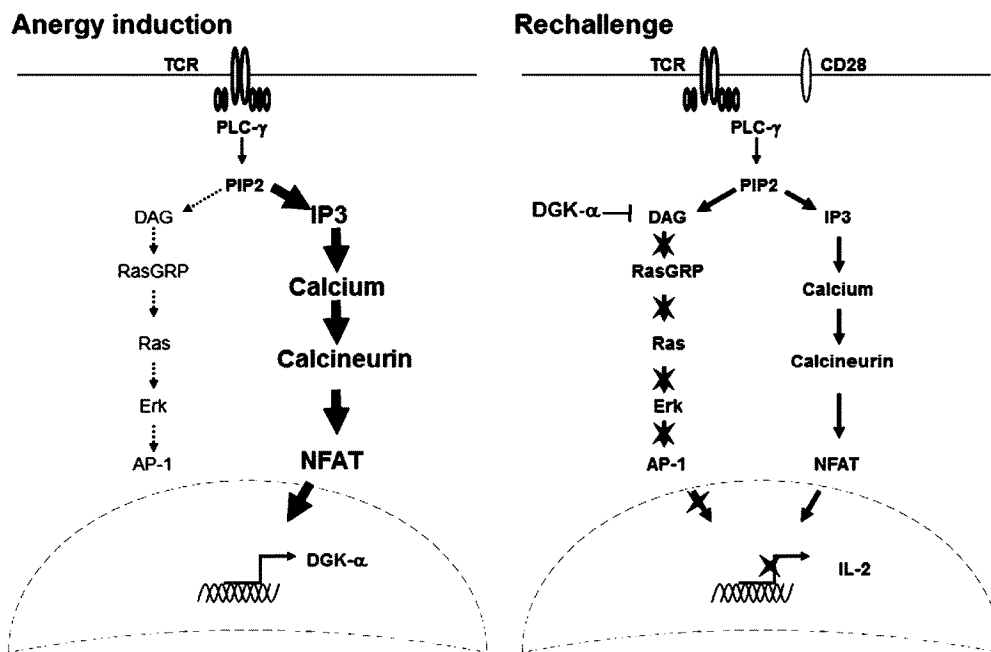 Anergy induction
TCR
PLC-γ
PIP2
DAG
IP3
RasGRP
Calcium
Ras
Calcineurin
Erk
AP-1
NFAT
DGK-α
Rechallenge
TCR
CD28
PLC-γ
PIP2
DGK-α
DAG
IP3
RasGRP
Calcium
Ras
Calcineurin
Erk
AP-1
NFAT
IL-2